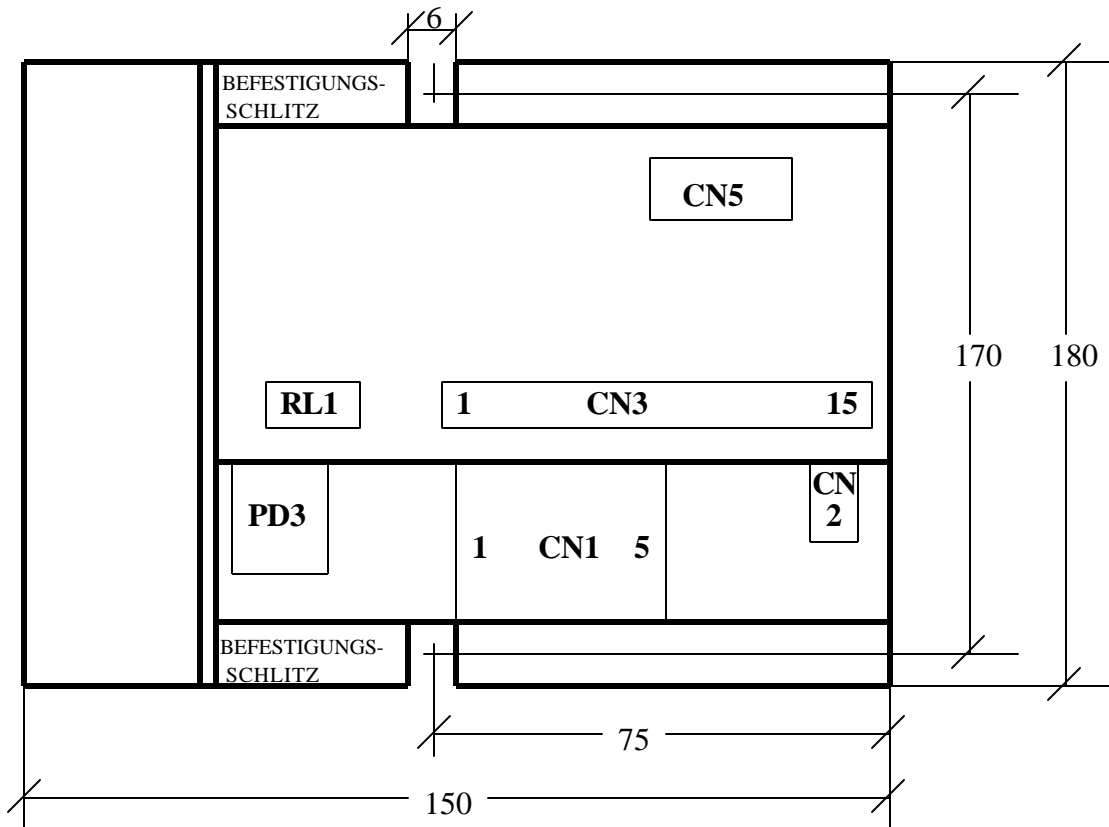 6
BEFESTIGUNGS-
SCHLITZ
CN5
170
180
RL1
1 CN3 15
PD3
1 CN1 5
CN
2
BEFESTIGUNGS-
SCHLITZ
75
150